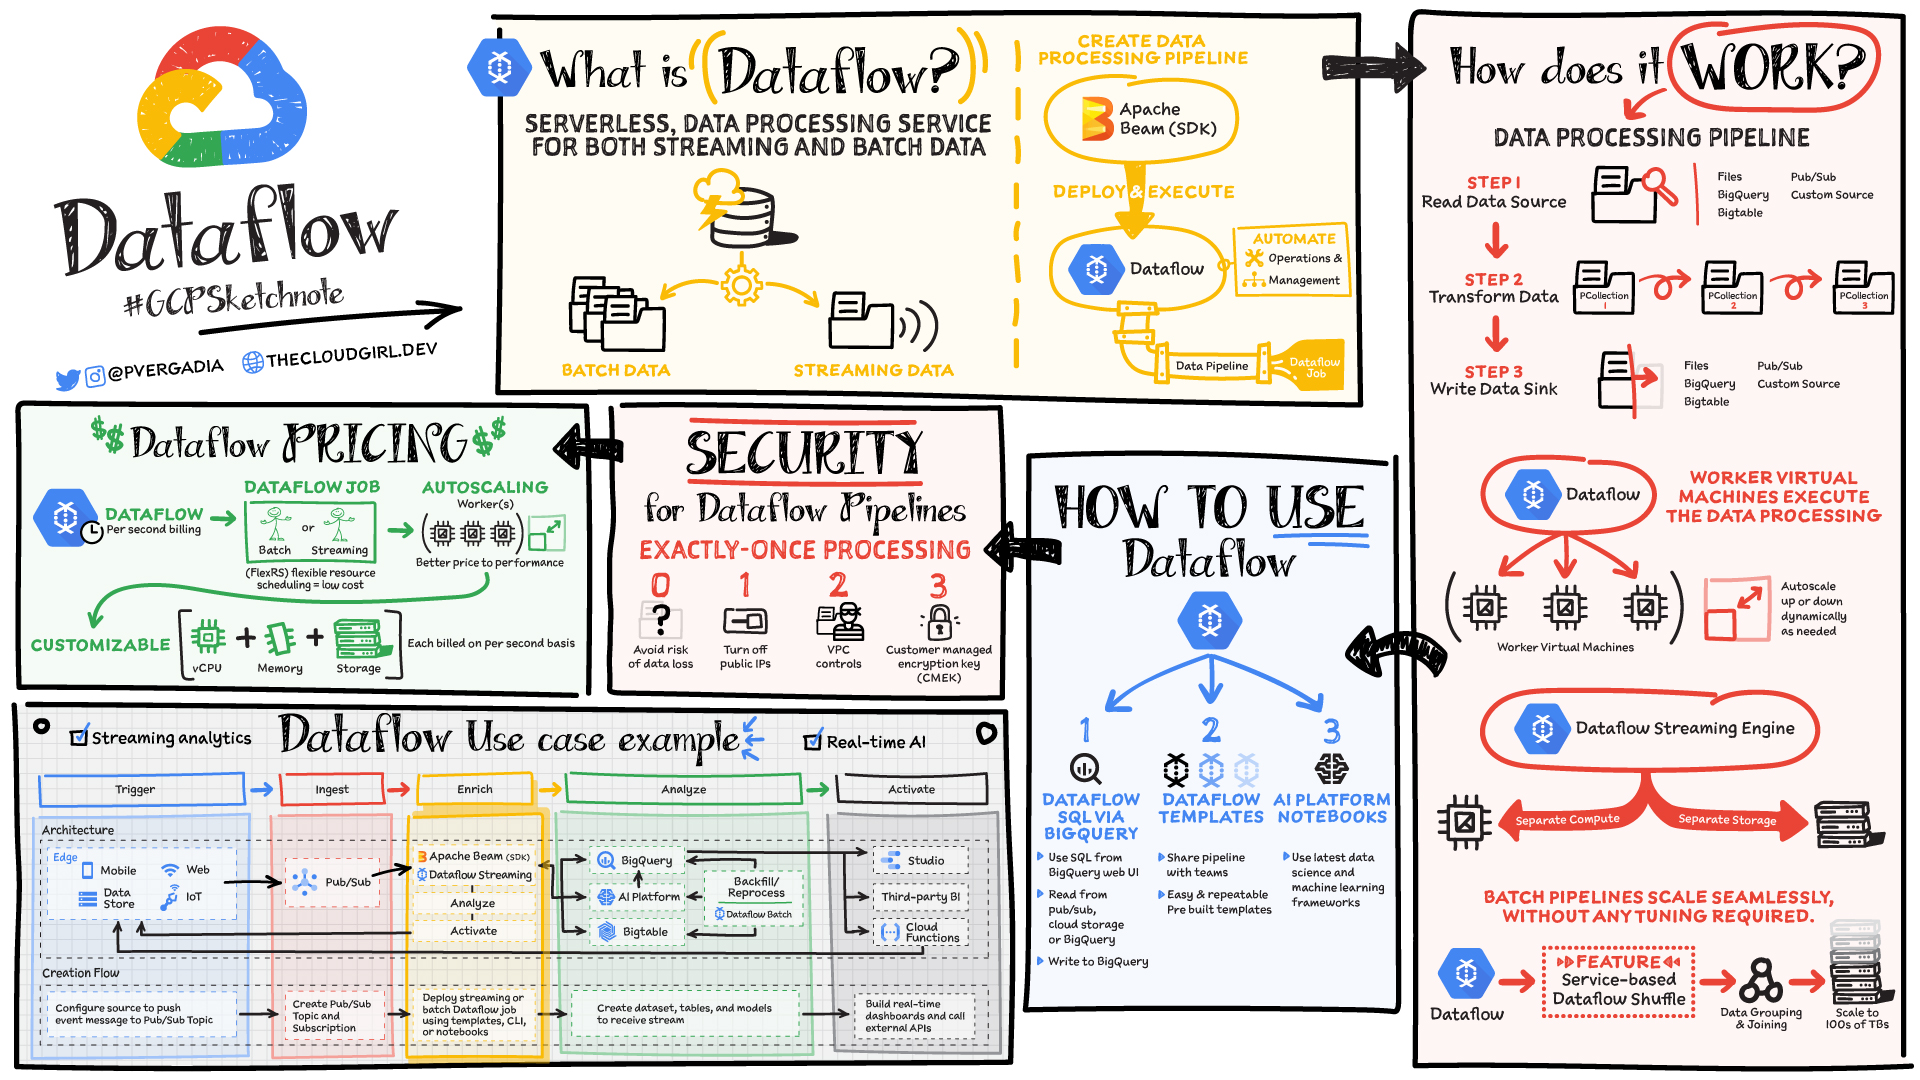 Dataflow
#GCPSketchnote
@PVERGADIA
THECLOUDGIRL.DEV
What is Dataflow?
SERVERLESS, DATA PROCESSING SERVICE
FOR BOTH STREAMING AND BATCH DATA
BATCH DATA
STREAMING DATA
CREATE DATA
PROCESSING PIPELINE
Apache
Beam (SDK)
DEPLOY & EXECUTE
Dataflow
AUTOMATE
Operations &
Management
Data Pipeline
Dataflow
Job
How does it WORK?
DATA PROCESSING PIPELINE
STEP 1
Read Data Source
Files
BigQuery
Bigtable
Pub/Sub
Custom Source
STEP 2
Transform Data
PCollection
1
PCollection
2
PCollection
3
STEP 3
Write Data Sink
Files
BigQuery
Bigtable
Pub/Sub
Custom Source
Dataflow
WORKER VIRTUAL
MACHINES EXECUTE
THE DATA PROCESSING
Worker Virtual Machines
Autoscale
up or down
dynamically
as needed
Dataflow Streaming Engine
Separate Compute
Separate Storage
BATCH PIPELINES SCALE SEAMLESSLY,
WITHOUT ANY TUNING REQUIRED.
Dataflow
FEATURE
Service-based
Dataflow Shuffle
Data Grouping
& Joining
Scale to
100s of TBs
HOW TO USE
Dataflow
1
DATAFLOW
SQL VIA
BIGQUERY
Use SQL from
BigQuery web UI
Read from
pub/sub,
cloud storage
or BigQuery
Write to BigQuery
2
DATAFLOW
TEMPLATES
Share pipeline
with teams
Easy & repeatable
Pre built templates
3
AI PLATFORM
NOTEBOOKS
Use latest data
science and
machine learning
frameworks
SECURITY
for Dataflow Pipelines
EXACTLY-ONCE PROCESSING
0
?
Avoid risk
of data loss
1
Turn off
public IPs
2
VPC
controls
3
Customer managed
encryption key
(CMEK)
$$ Dataflow PRICING $$
DATAFLOW
Per second billing
DATAFLOW JOB
or
Batch
Streaming
(FlexRS) flexible resource
scheduling = low cost
AUTOSCALING
Worker(s)
Better price to performance
CUSTOMIZABLE
vCPU
+
Memory
+
Storage
Each billed on per second basis
Streaming analytics
Dataflow Use case example
Real-time AI
Trigger
Ingest
Enrich
Analyze
Activate
Architecture
Edge
Mobile
Web
Data
Store
IoT
Pub/Sub
Apache Beam (SDK)
Dataflow Streaming
Analyze
Activate
BigQuery
AI Platform
Bigtable
Backfill/
Reprocess
Dataflow Batch
Studio
Third-party BI
Cloud
Functions
Creation Flow
Configure source to push
event message to Pub/Sub Topic
Create Pub/Sub
Topic and
Subscription
Deploy streaming or
batch Dataflow job
using templates, CLI,
or notebooks
Create dataset, tables, and models
to receive stream
Build real-time
dashboards and call
external APIs